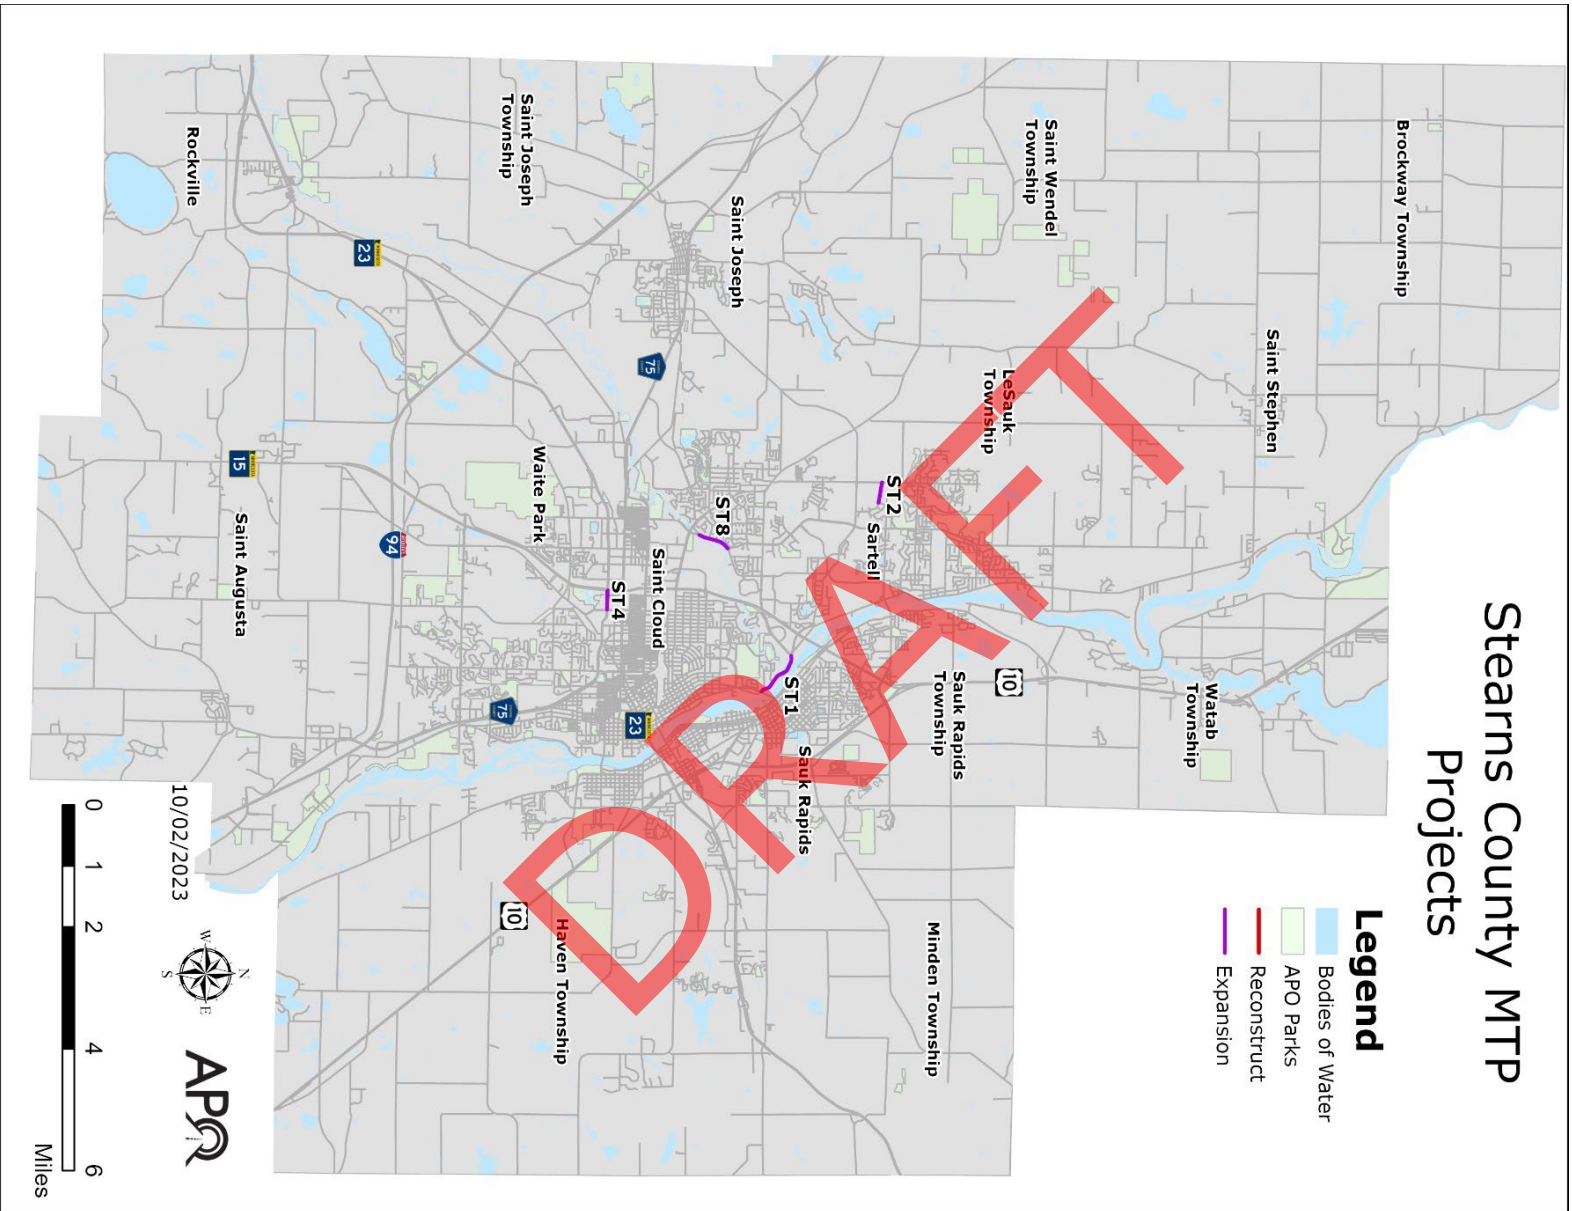 Stearns County MTP
Projects
Legend
Bodies of Water
APO Parks
Reconstruct
Expansion
Brockway Township
Saint Stephen
Saint Wendel
Township
LeSauk
Township
Watab
Township
10
Sauk Rapids
Township
Minden Township
ST2
Sartell
ST1
Sauk Rapids
Saint Joseph
ST8
75
Saint Cloud
23
ST4
Saint Joseph
Township
Waite Park
75
10
Haven Township
23
94
15
Saint Augusta
Rockville
DRAFT
10/02/2023
N
W
E
S
APO
0
1
2
4
6
Miles